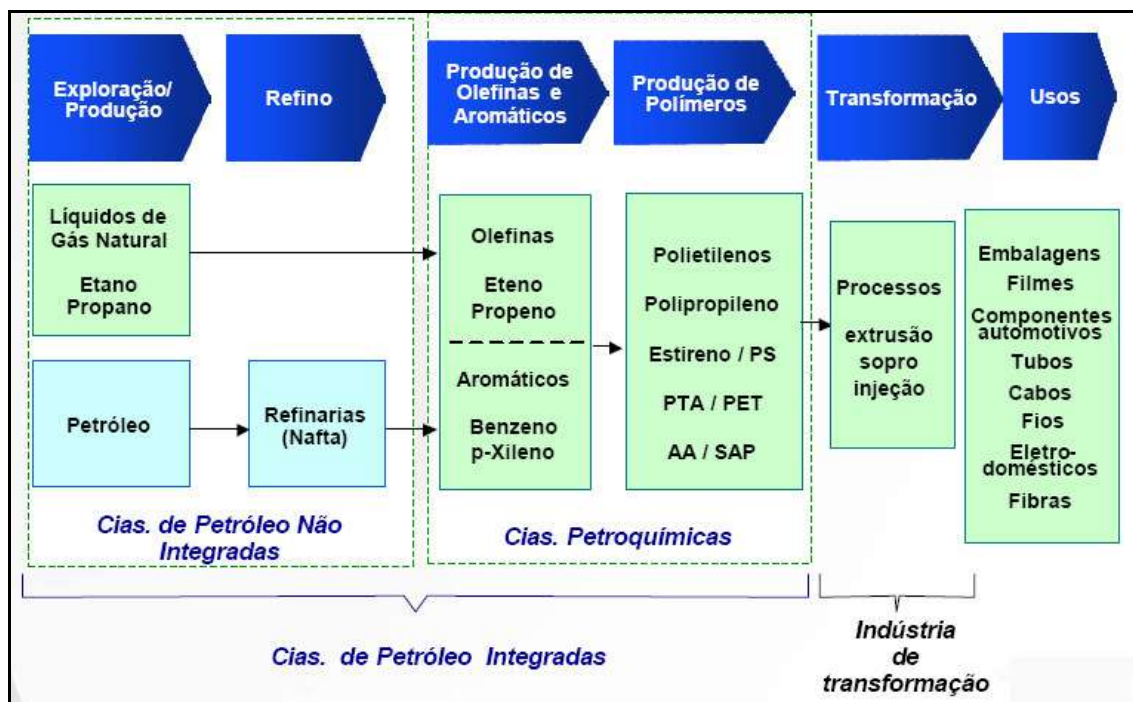 Exploração/
Produção
Refino
Produção de
Olefinas e
Aromáticos
Produção de
Polímeros
Transformação
Usos
Líquidos de
Gás Natural
Etano
Propano
Petróleo
Refinarias
(Nafta)
Olefinas
Eteno
Propeno
Aromáticos
Benzeno
p-Xileno
Polietilenos
Polipropileno
Estireno / PS
PTA / PET
AA / SAP
Processos
extrusão
sopro
injeção
Embalagens
Filmes
Componentes
automotivos
Tubos
Cabos
Fios
Eletro-
domésticos
Fibras
Cias. de Petróleo Não
Integradas
Cias. Petroquímicas
Cias. de Petróleo Integradas
Indústria
de
transformação